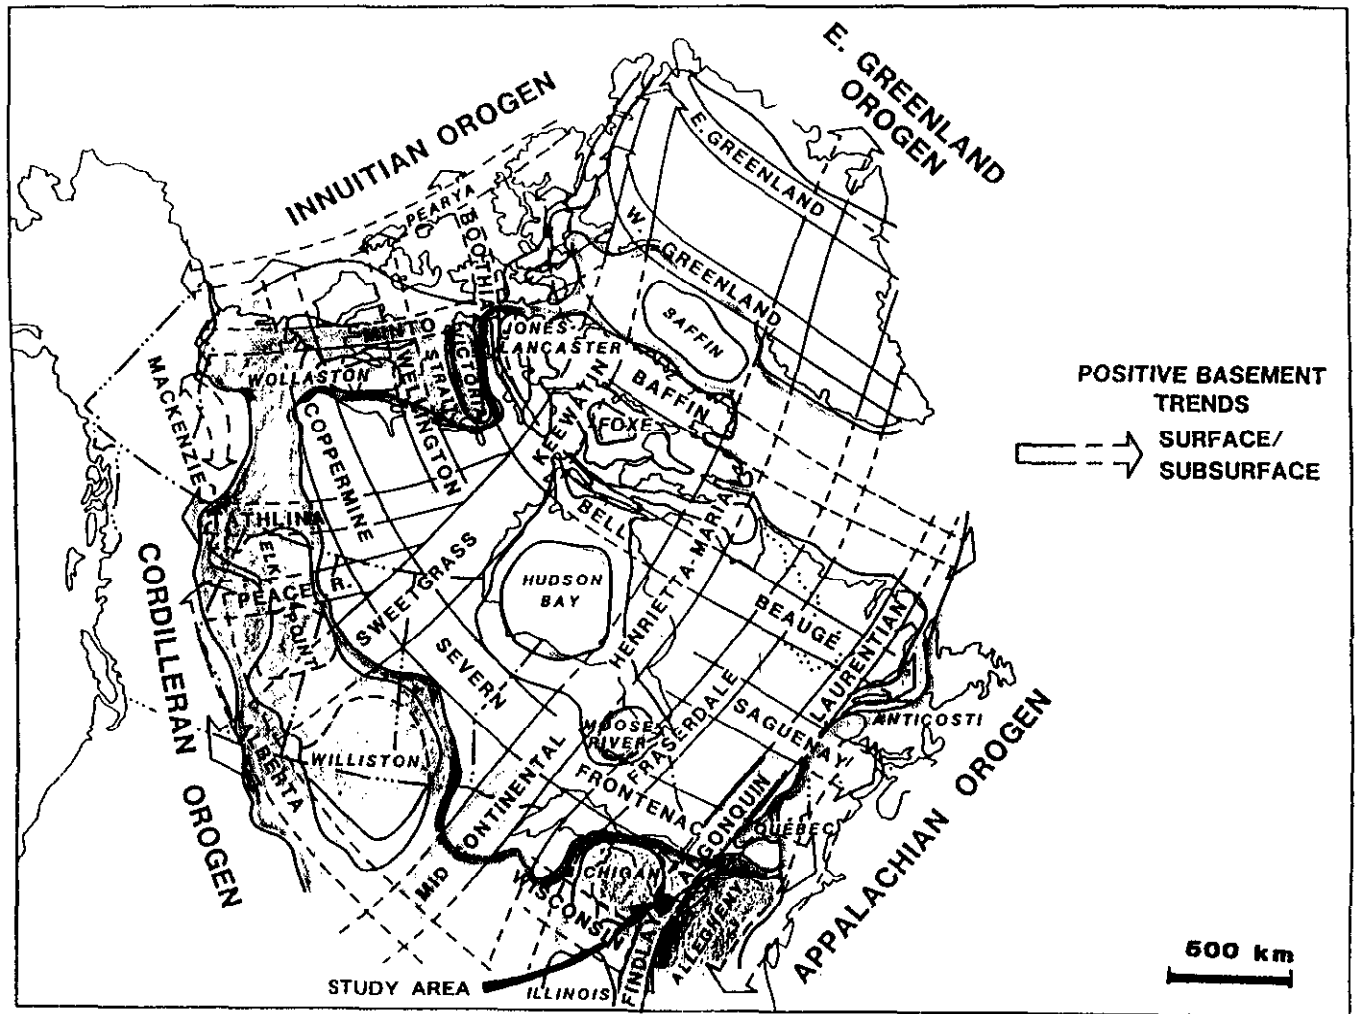 E. GREENLAND
OROGEN
INNUITIAN OROGEN
E. GREENLAND
PEARYA
BOOTHIA
W. GREENLAND
BAFFIN
MINTO
JONES-
LANCASTER
VICTORIA
STRAIT
WELLINGTON
WOLLASTON
MACKENZIE
COPPERMINE
KEEWATIN
BAFFIN
FOXE
POSITIVE BASEMENT
TRENDS
SURFACE/
SUBSURFACE
TATHLINA
BELL
HENRIETTA-MARIA
ELK
POINT
PEACE R.
SWEETGRASS
HUDSON
BAY
BEAUGÉ
LAURENTIAN
CORDILLERAN OROGEN
SEVERN
SAGUENAY
ANTICOSTI
MOOSE
RIVER
FRASERDALE
ALBERTA
WILLISTON
FRONTENAC
ALGONQUIN
QUÉBEC
MID
CONTINENTAL
CHIGAN
WISCONSIN
FINDLAY
ALLEGHENY
APPALACHIAN OROGEN
STUDY AREA
ILLINOIS
500 km